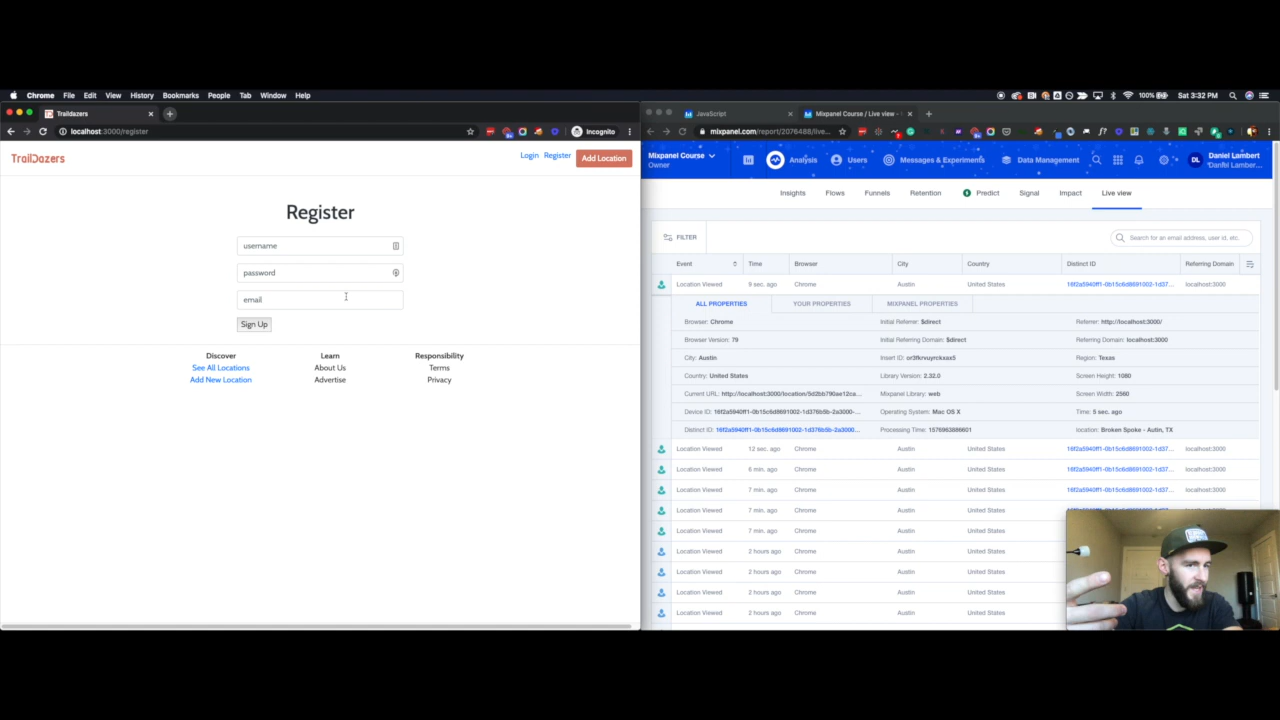 Chrome File Edit View History Bookmarks People Tab Window Help
100% Sat 3:32 PM
Traildazers
localhost:3000/register
Incognito
TrailDazers
Login Register Add Location
Register
username
password
email
Sign Up
Discover Learn Responsibility
See All Locations About Us Terms
Add New Location Advertise Privacy
JavaScript
Mixpanel Course / Live view -
mixpanel.com/report/2076488/live...
Mixpanel Course
Owner
Analysis Users Messages & Experiments Data Management
DL
Daniel Lambert
Daniel Lamber...
Insights Flows Funnels Retention Predict Signal Impact Live view
FILTER
Search for an email address, user id, etc.
Event Time Browser City Country Distinct ID Referring Domain
Location Viewed 9 sec. ago Chrome Austin United States 16f2a5940ff1-0b15c6d8691002-1d37... localhost:3000
ALL PROPERTIES YOUR PROPERTIES MIXPANEL PROPERTIES
Browser: Chrome Initial Referrer: $direct Referrer: http://localhost:3000/
Browser Version: 79 Initial Referring Domain: $direct Referring Domain: localhost:3000
City: Austin Insert ID: Region: Texas
Country: United States Library Version: 2.32.0 Screen Height: 1080
Current URL: http://localhost:3000/location/5d2bb790ae12ca... Mixpanel Library: web Screen Width: 2560
Device ID: 16f2a5940ff1-0b15c6d8691002-1d376b5b-2a3000-... Operating System: Mac OS X Time: 5 sec. ago
Distinct ID: 16f2a5940ff1-0b15c6d8691002-1d376b5b-2a3000... Processing Time: 1576963886601 location: Broken Spoke - Autin, TX
Location Viewed 12 sec. ago Chrome Austin United States 16f2a5940ff1-0b15c6d8691002-1d37... localhost:3000
Location Viewed 6 min. ago Chrome Austin United States 16f2a5940ff1-0b15c6d8691002-1d37... localhost:3000
Location Viewed 7 min. ago Chrome Austin United States 16f2a5940ff1-0b15c6d8691002-1d37... localhost:3000
Location Viewed 7 min. ago Chrome Austin United States
Location Viewed 7 min. ago Chrome Austin United States
Location Viewed 2 hours ago Chrome Austin United States
Location Viewed 2 hours ago Chrome Austin United States
Location Viewed 2 hours ago Chrome Austin United States
Location Viewed 2 hours ago Chrome Austin United States